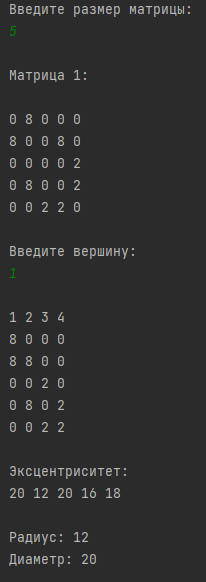 Введите размер матрицы:
5
Матрица 1:
0 8 0 0 0
8 0 0 8 0
0 0 0 0 2
0 8 0 0 2
0 0 2 2 0
Введите вершину:
1
1 2 3 4
8 0 0 0
8 8 0 0
0 0 2 0
0 8 0 2
0 0 2 2
Эксцентриситет:
20 12 20 16 18
Радиус: 12
Диаметр: 20